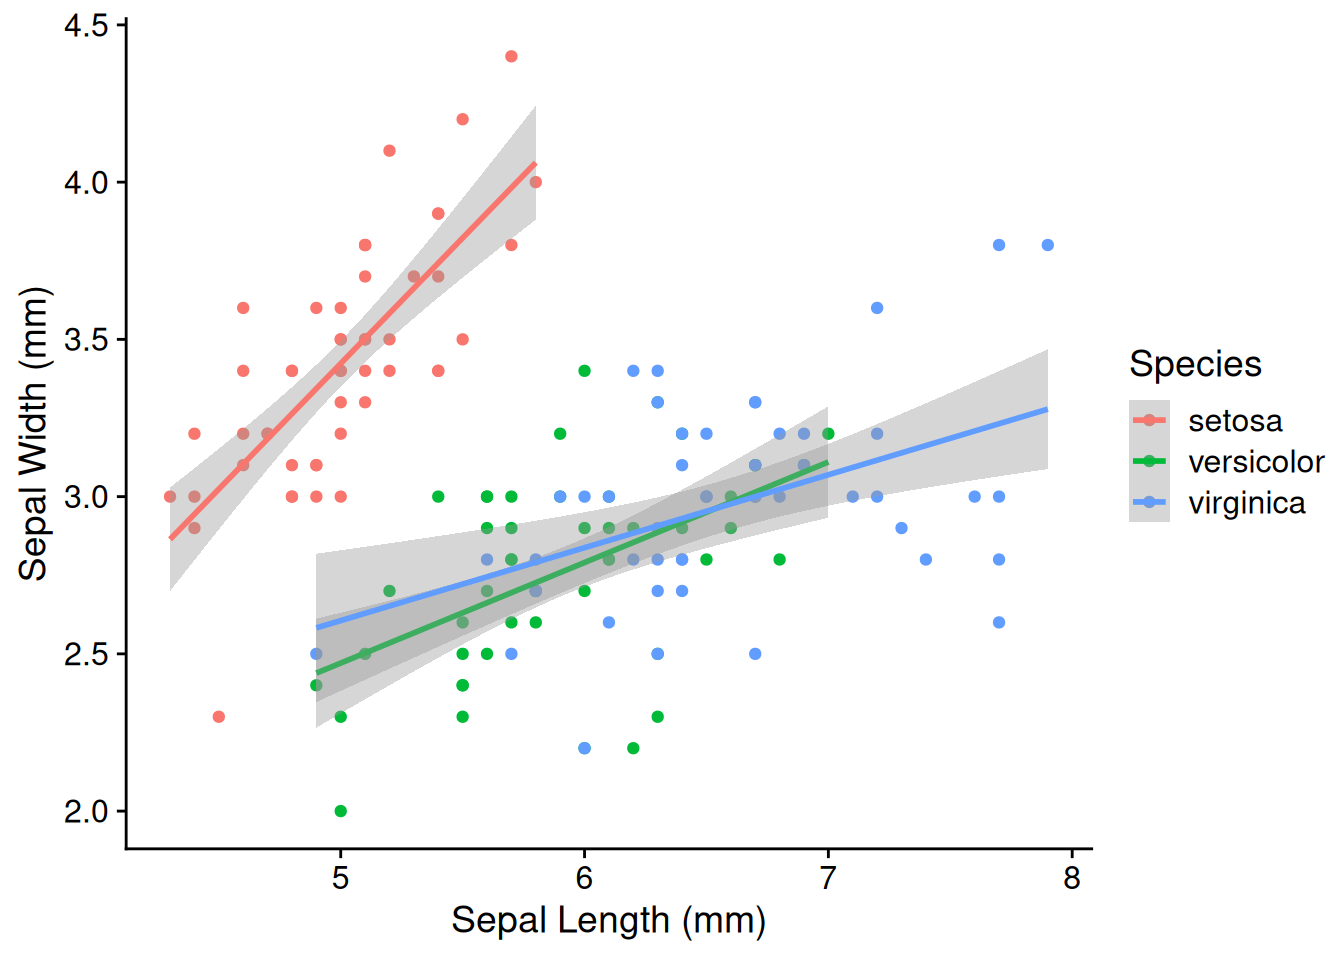 4.5
4.0
3.5
3.0
2.5
2.0
Sepal Width (mm)
5 6 7 8
Sepal Length (mm)
Species
setosa
versicolor
virginica